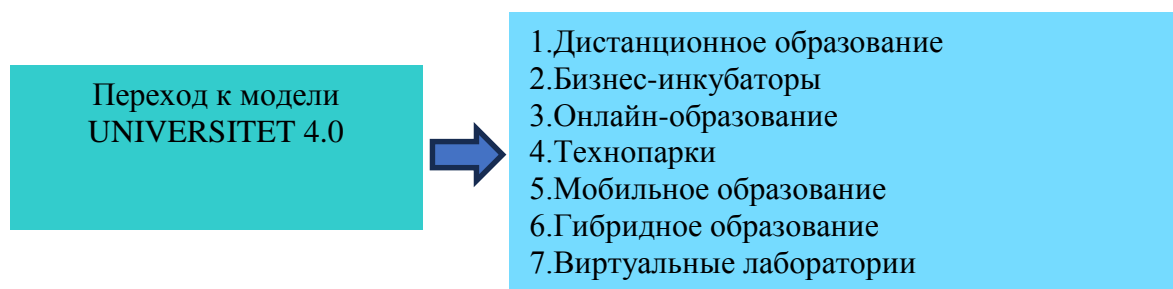 Переход к модели
UNIVERSITET 4.0
1.Дистанционное образование
2.Бизнес-инкубаторы
3.Онлайн-образование
4.Технопарки
5.Мобильное образование
6.Гибридное образование
7.Виртуальные лаборатории